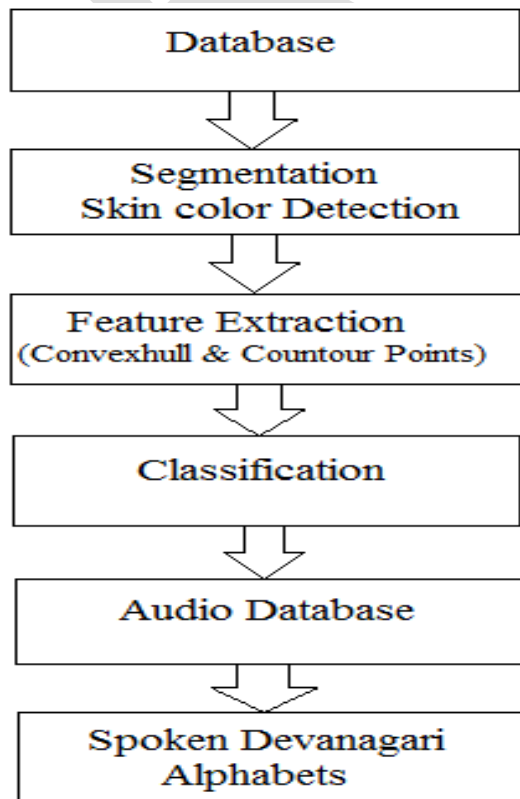 Database
Segmentation
Skin color Detection
Feature Extraction
(Convexhull & Countour Points)
Classification
Audio Database
Spoken Devanagari
Alphabets